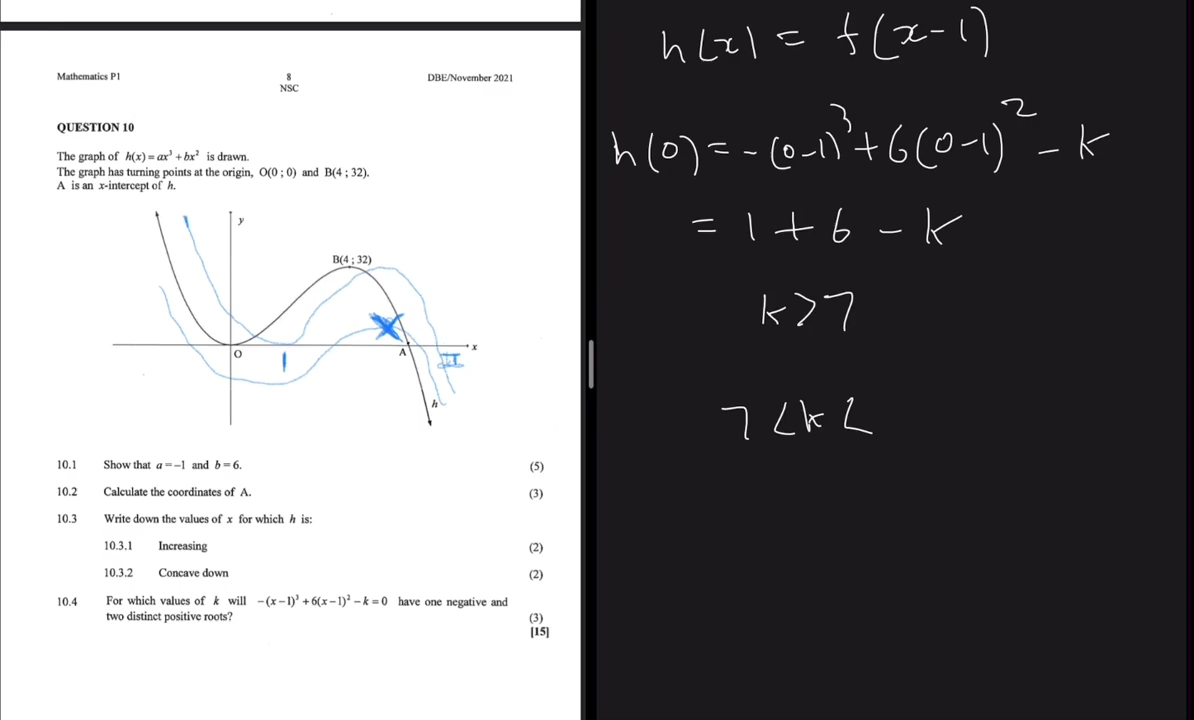 Mathematics P1
8
NSC
DBE/November 2021
QUESTION 10
The graph of h(x) = ax³ + bx² is drawn.
The graph has turning points at the origin, O(0 ; 0) and B(4 ; 32).
A is an x-intercept of h.
y
B(4 ; 32)
O
A
x
h
10.1 Show that a = −1 and b = 6. (5)
10.2 Calculate the coordinates of A. (3)
10.3 Write down the values of x for which h is:
10.3.1 Increasing (2)
10.3.2 Concave down (2)
10.4 For which values of k will −(x−1)³ + 6(x−1)² − k = 0 have one negative and
two distinct positive roots? (3)
[15]
h(x) = f(x−1)
h(0) = −(0−1)³ + 6(0−1)² − k
= 1 + 6 − k
k > 7
7 < k <